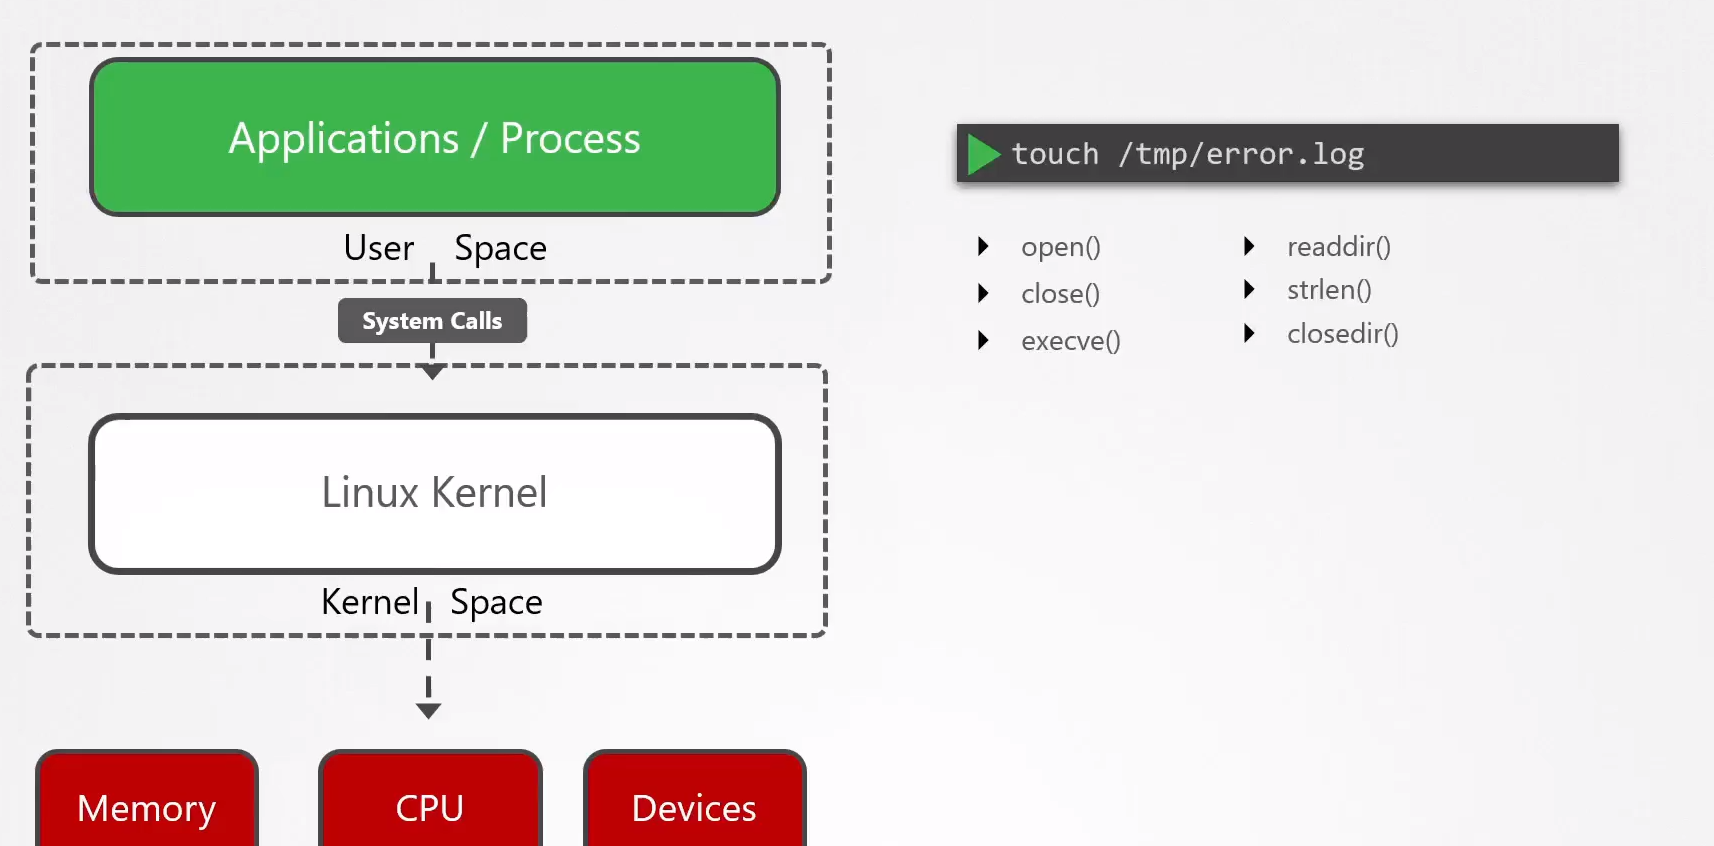 Applications / Process
User Space
System Calls
Linux Kernel
Kernel Space
Memory
CPU
Devices
touch /tmp/error.log
open()
close()
execve()
readdir()
strlen()
closedir()